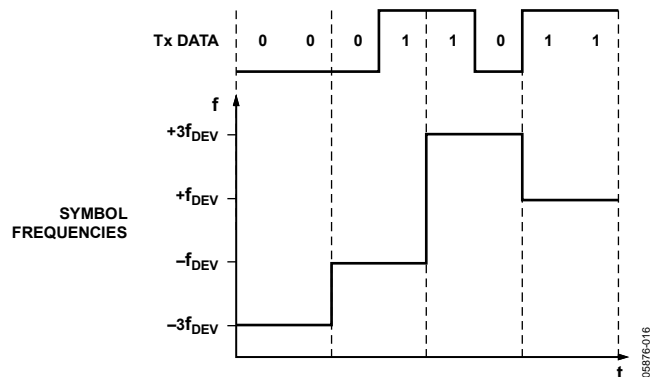 Tx DATA 0 0 0 1 1 0 1 1
f
+3fDEV
+fDEV
SYMBOL
FREQUENCIES
–fDEV
–3fDEV
t
05876-016